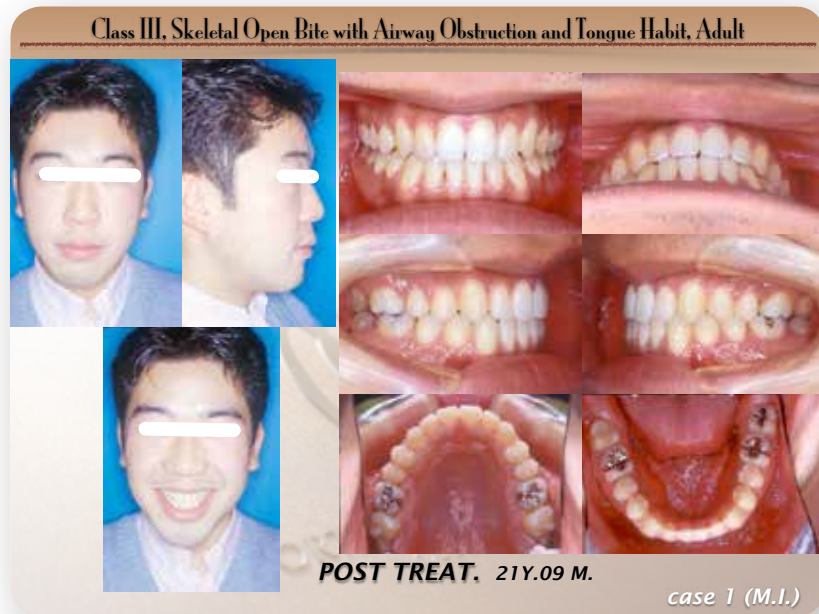 Class III, Skeletal Open Bite with Airway Obstruction and Tongue Habit, Adult
POST TREAT. 21Y.09 M.
case 1 (M.I.)